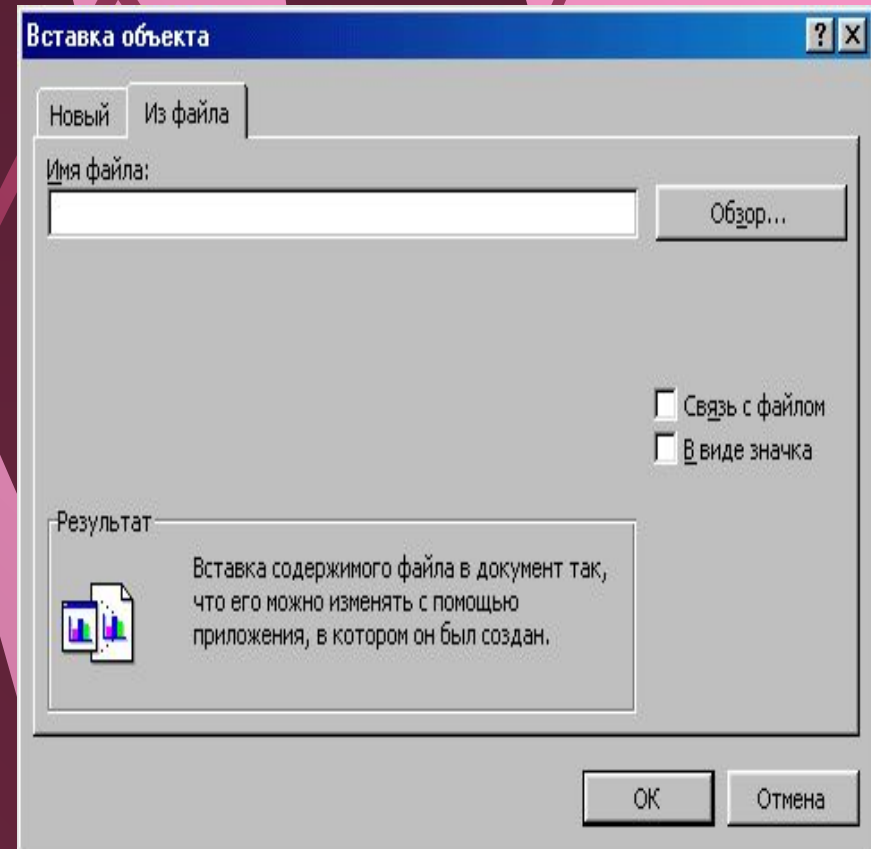 Вставка объекта
Новый
Из файла
Имя файла:
Обзор...
Связь с файлом
В виде значка
Результат
Вставка содержимого файла в документ так,
что его можно изменять с помощью
приложения, в котором он был создан.
ОК
Отмена